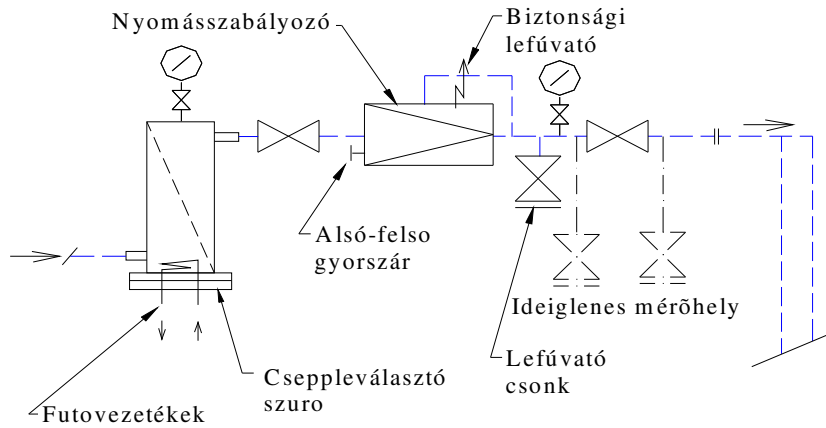 Nyomásszabályozó
Biztonsági
lefúvató
Alsó-felso
gyorszár
Ideiglenes mérõhely
Lefúvató
csonk
Cseppleválasztó
szuro
Futovezetékek